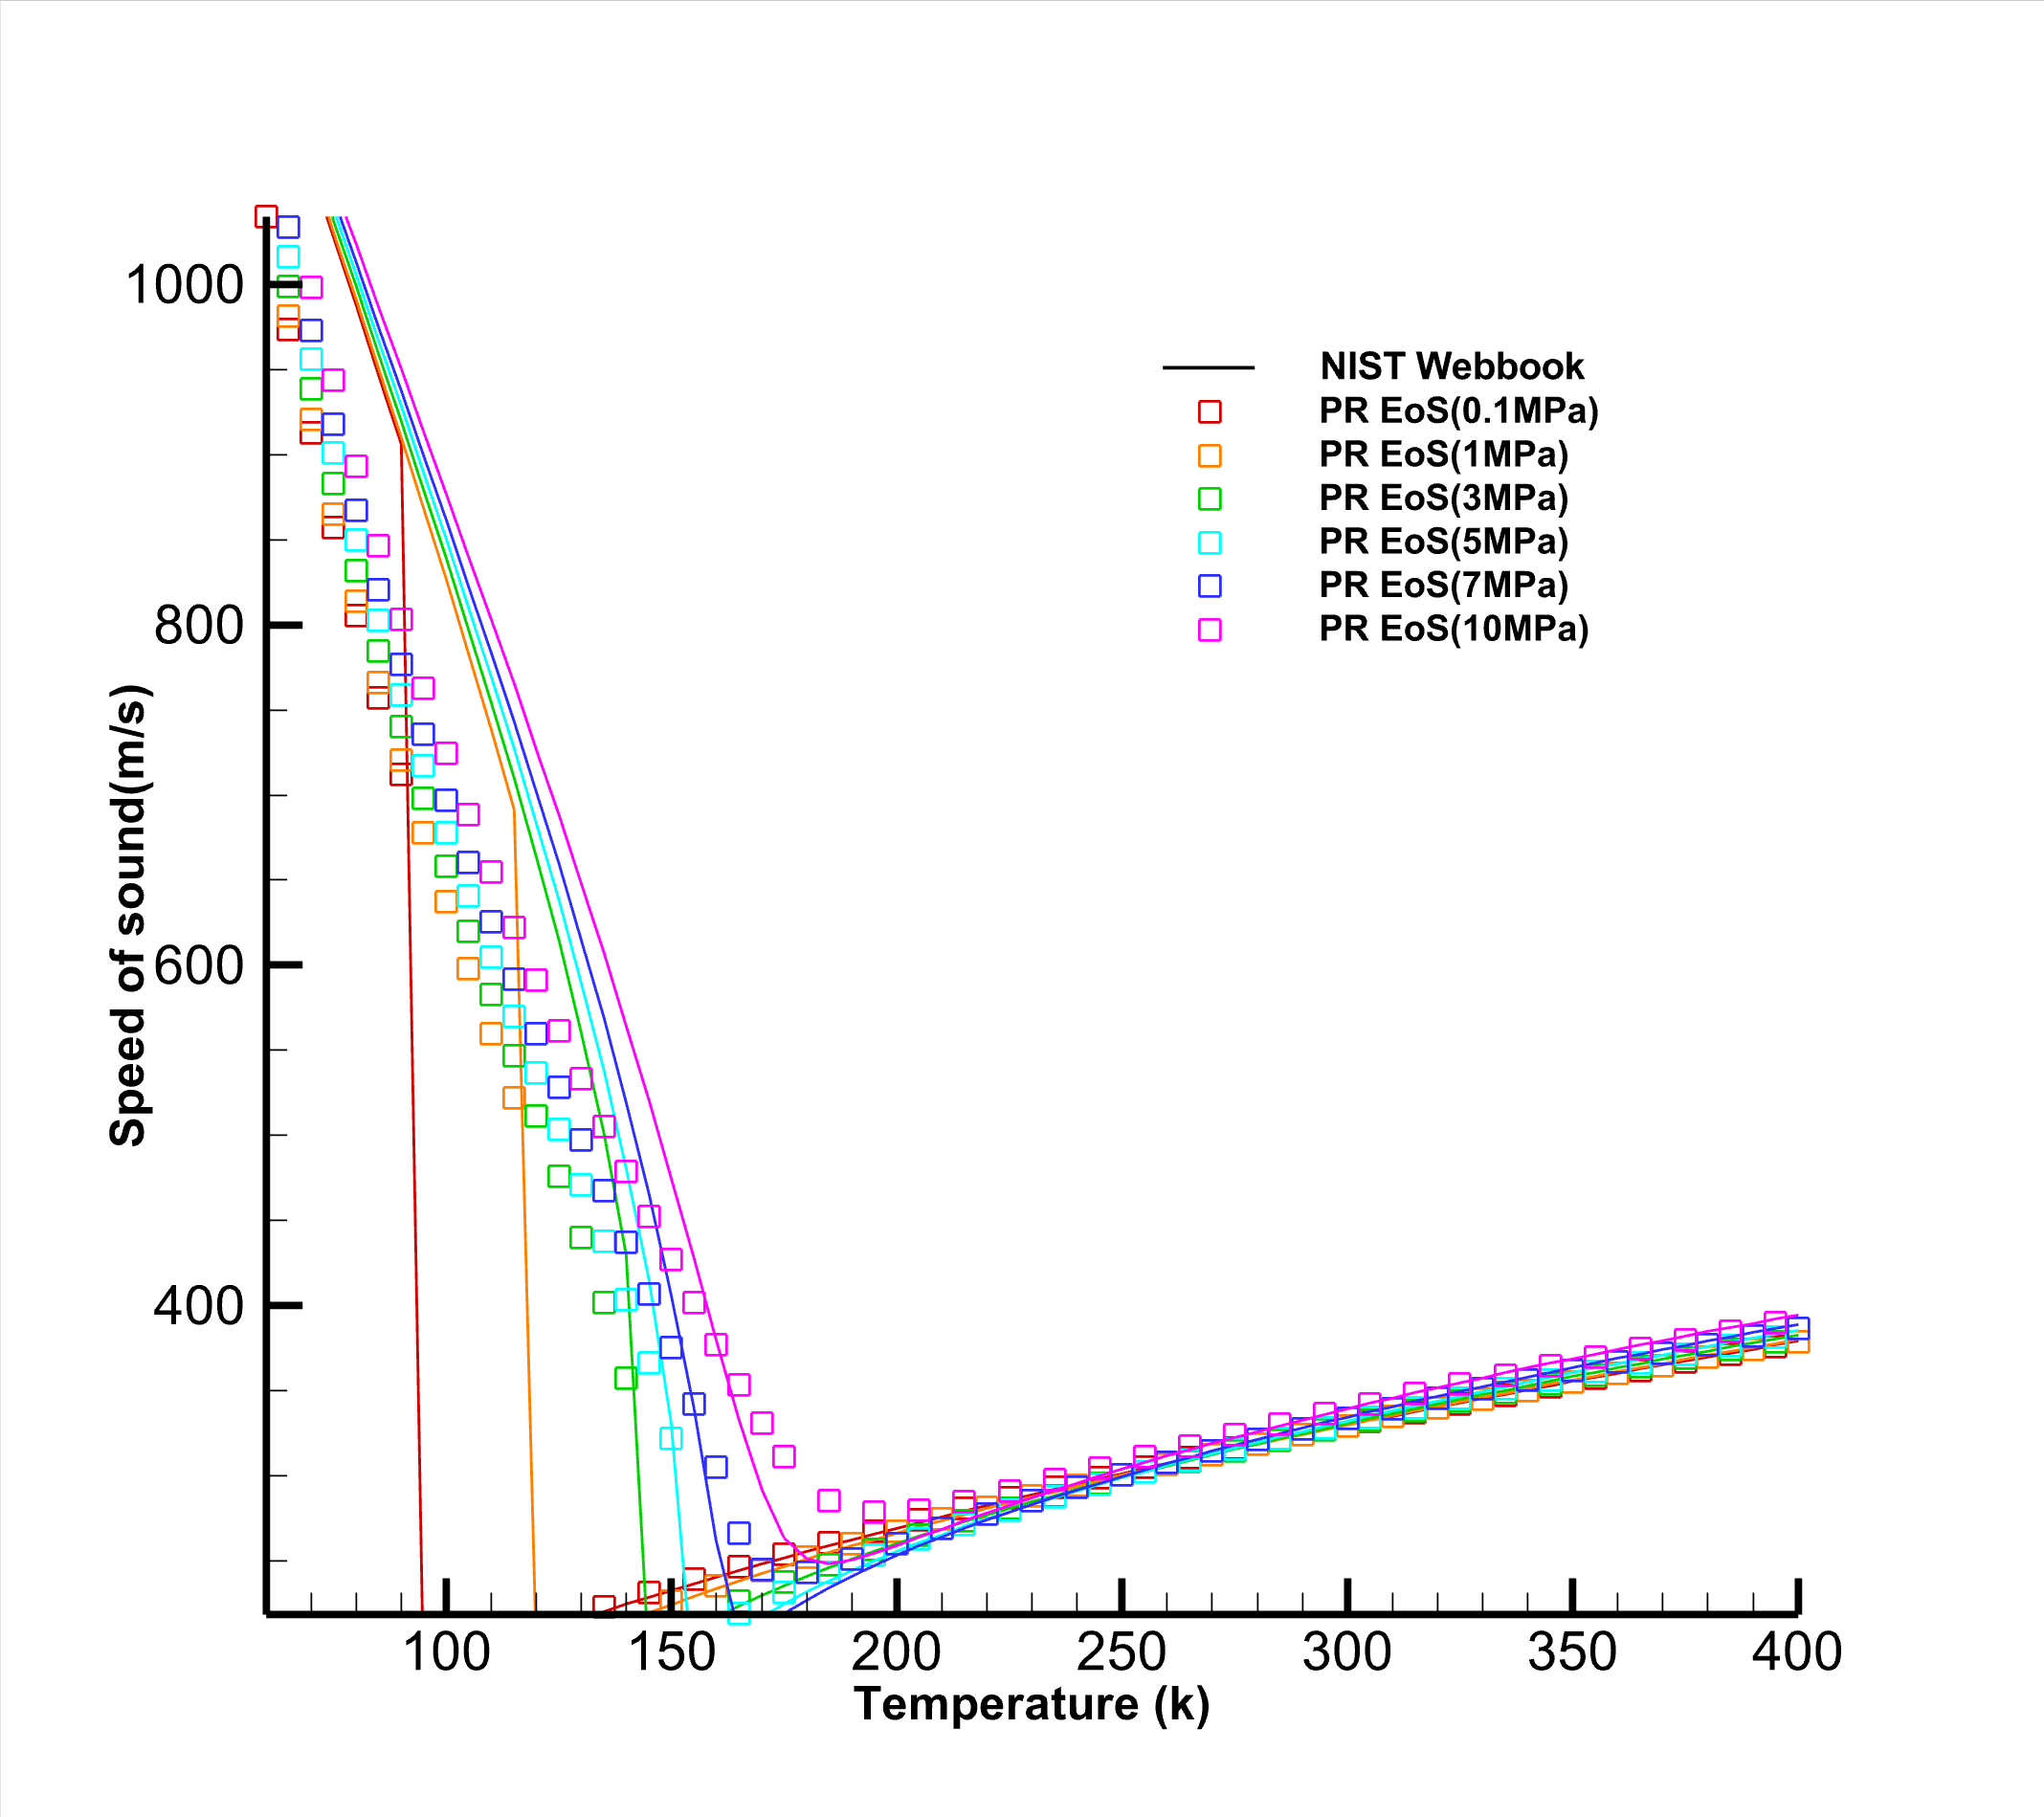 1000
800
600
400
Speed of sound(m/s)
NIST Webbook
PR EoS(0.1MPa)
PR EoS(1MPa)
PR EoS(3MPa)
PR EoS(5MPa)
PR EoS(7MPa)
PR EoS(10MPa)
100 150 200 250 300 350 400
Temperature (k)